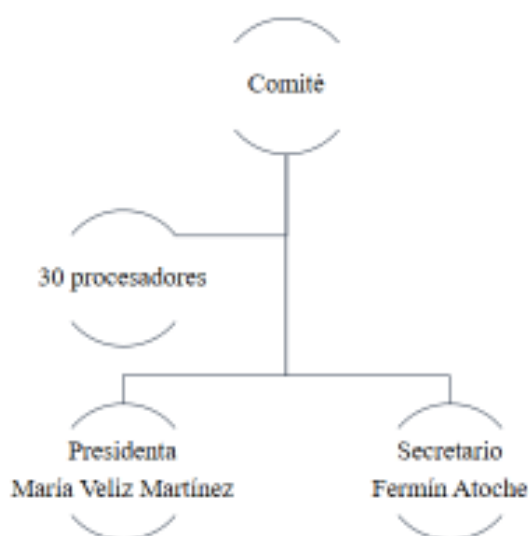 Comité
30 procesadores
Presidenta
María Veliz Martínez
Secretario
Fermín Atoche